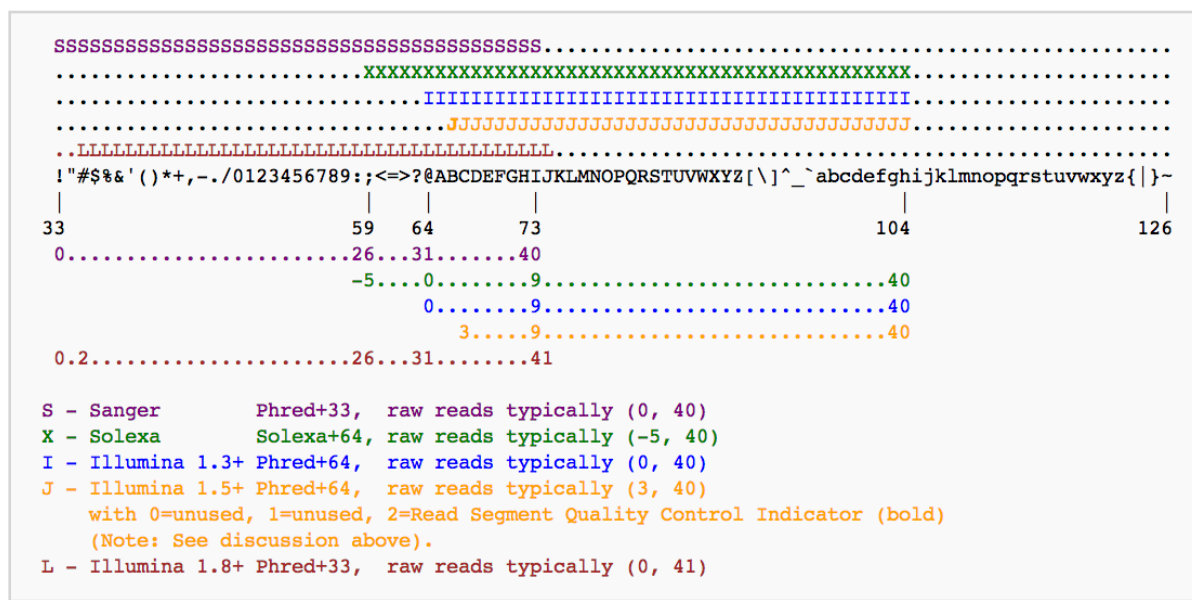 SSSSSSSSSSSSSSSSSSSSSSSSSSSSSSSSSSSSSSSSS.....................................................
..........................XXXXXXXXXXXXXXXXXXXXXXXXXXXXXXXXXXXXXXXXXXXXXX......................
...............................IIIIIIIIIIIIIIIIIIIIIIIIIIIIIIIIIIIIIIIII......................
.................................JJJJJJJJJJJJJJJJJJJJJJJJJJJJJJJJJJJJJJJ......................
..LLLLLLLLLLLLLLLLLLLLLLLLLLLLLLLLLLLLLLLL....................................................
!"#$%&'()*+,-./0123456789:;<=>?@ABCDEFGHIJKLMNOPQRSTUVWXYZ[\]^_`abcdefghijklmnopqrstuvwxyz{|}~
| | | | | |
33 59 64 73 104 126
0........................26...31.......40
-5....0........9.............................40
0........9.............................40
3.....9.............................40
0.2......................26...31........41
S - Sanger Phred+33, raw reads typically (0, 40)
X - Solexa Solexa+64, raw reads typically (-5, 40)
I - Illumina 1.3+ Phred+64, raw reads typically (0, 40)
J - Illumina 1.5+ Phred+64, raw reads typically (3, 40)
with 0=unused, 1=unused, 2=Read Segment Quality Control Indicator (bold)
(Note: See discussion above).
L - Illumina 1.8+ Phred+33, raw reads typically (0, 41)